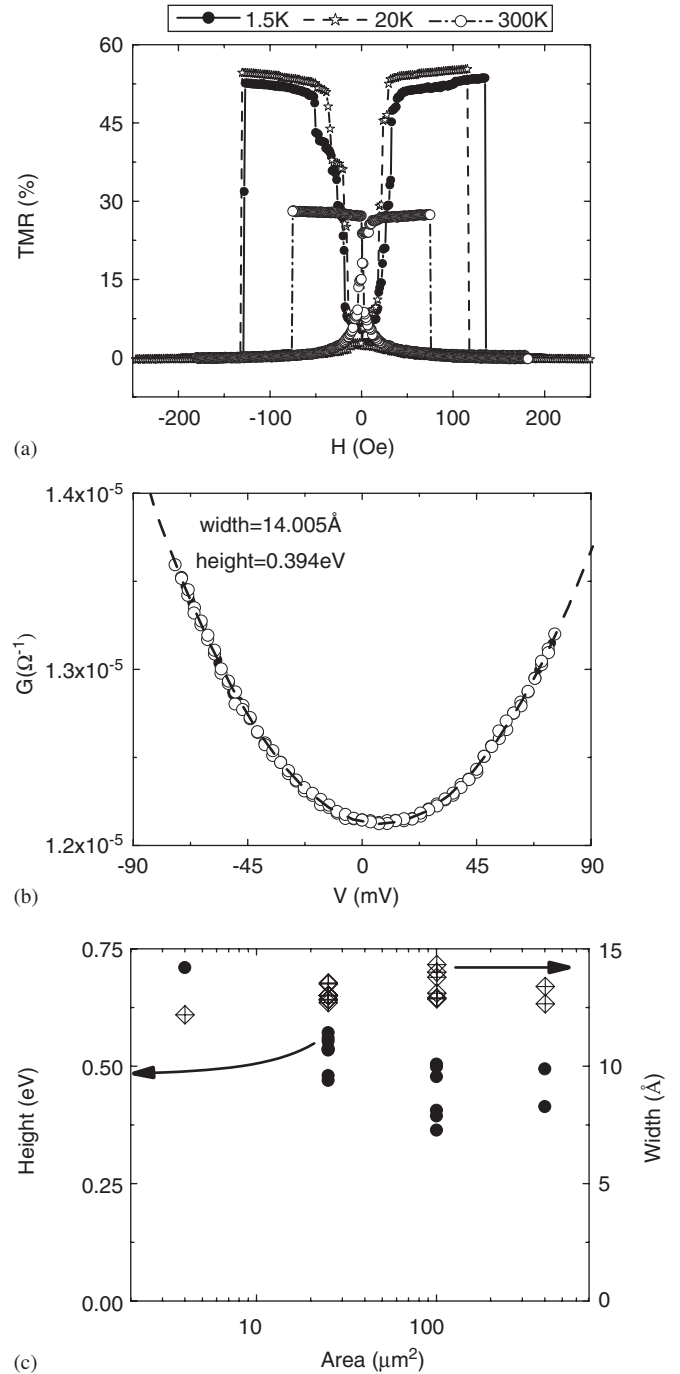 1.5K 20K 300K
60
45
30
15
0
TMR (%)
-200 -100 0 100 200
H (Oe)
(a)
1.4x10⁻⁵
width=14.005Å
height=0.394eV
1.3x10⁻⁵
G(Ω⁻¹)
1.2x10⁻⁵
-90 -45 0 45 90
V (mV)
(b)
0.75 15
0.50 10
Height (eV) Width (Å)
0.25 5
0.00 0
10 100
Area (μm²)
(c)